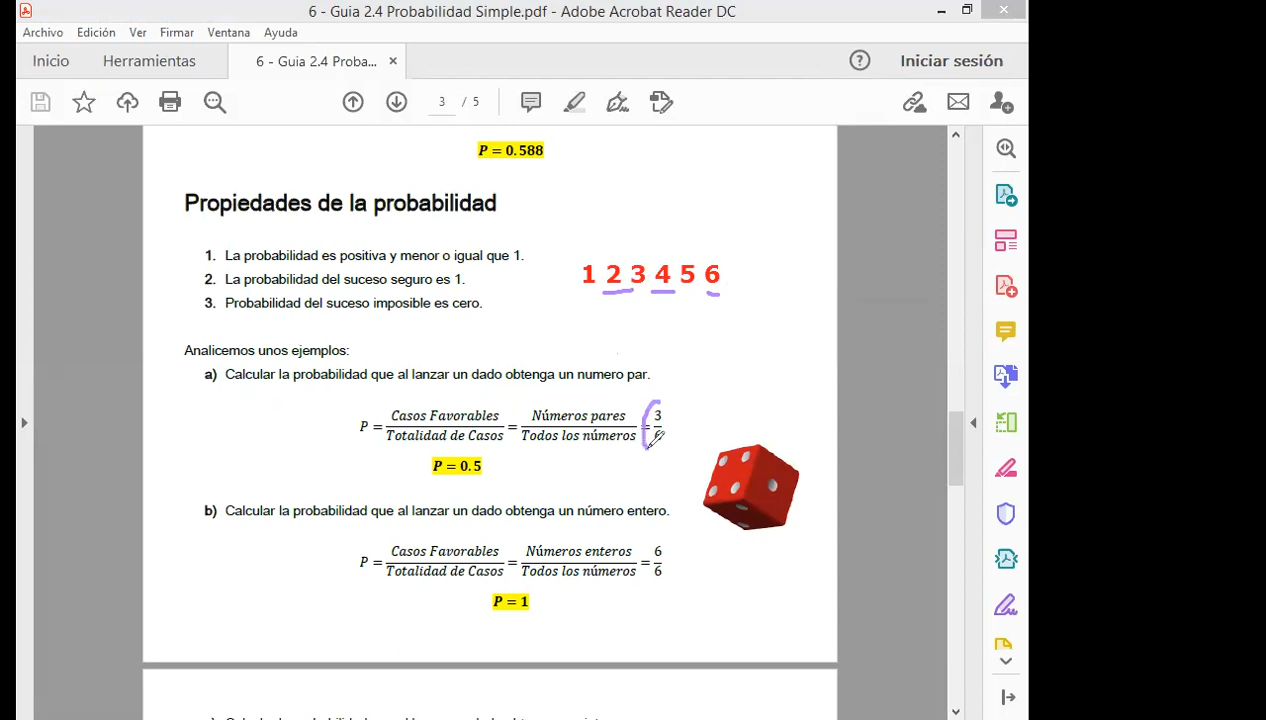 6 - Guia 2.4 Probabilidad Simple.pdf - Adobe Acrobat Reader DC
Archivo Edición Ver Firmar Ventana Ayuda
Inicio Herramientas 6 - Guia 2.4 Proba... × ? Iniciar sesión
3 / 5
P = 0.588
Propiedades de la probabilidad
1. La probabilidad es positiva y menor o igual que 1.
2. La probabilidad del suceso seguro es 1.
3. Probabilidad del suceso imposible es cero.
1 2 3 4 5 6
Analicemos unos ejemplos:
a) Calcular la probabilidad que al lanzar un dado obtenga un numero par.
P = Casos Favorables / Totalidad de Casos = Números pares / Todos los números = 3 / 6
P = 0.5
b) Calcular la probabilidad que al lanzar un dado obtenga un número entero.
P = Casos Favorables / Totalidad de Casos = Números enteros / Todos los números = 6 / 6
P = 1